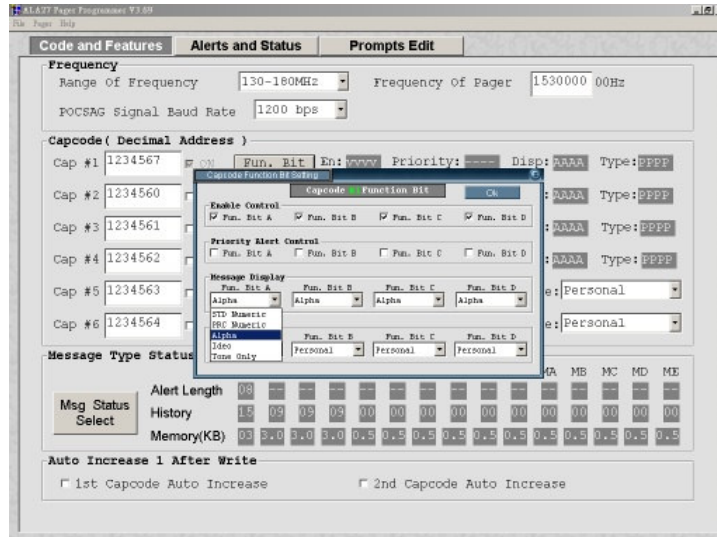 ALA27 Pager Programmer V3.69
File Pager Help
Code and Features Alerts and Status Prompts Edit
Frequency
Range Of Frequency 130-180MHz Frequency Of Pager 1530000 00Hz
POCSAG Signal Baud Rate 1200 bps
Capcode( Decimal Address )
Cap #1 1234567 ON Fun. Bit En: VVVV Priority: ---- Disp: AAAA Type: PPPP
Capcode Function Bit Setting
Cap #2 1234560 : AAAA Type: PPPP
Capcode #1 Function Bit Ok
Enable Control
Fun. Bit A Fun. Bit B Fun. Bit C Fun. Bit D
Cap #3 1234561 : AAAA Type: PPPP
Priority Alert Control
Fun. Bit A Fun. Bit B Fun. Bit C Fun. Bit D
Cap #4 1234562 : AAAA Type: PPPP
Message Display
Fun. Bit A Fun. Bit B Fun. Bit C Fun. Bit D
Cap #5 1234563 e: Personal
Alpha Alpha Alpha Alpha
STD Numeric
PRC Numeric
Alpha
Ideo
Tone Only
Cap #6 1234564 e: Personal
Fun. Bit B Fun. Bit C Fun. Bit D
Personal Personal Personal
Message Type Status
MA MB MC MD ME
Msg Status Select
Alert Length 08 -- -- -- -- -- -- -- -- -- -- -- -- --
History 15 09 09 09 00 00 00 00 00 00 00 00 00 00
Memory(KB) 03 3.0 3.0 3.0 0.5 0.5 0.5 0.5 0.5 0.5 0.5 0.5 0.5 0.5
Auto Increase 1 After Write
1st Capcode Auto Increase 2nd Capcode Auto Increase